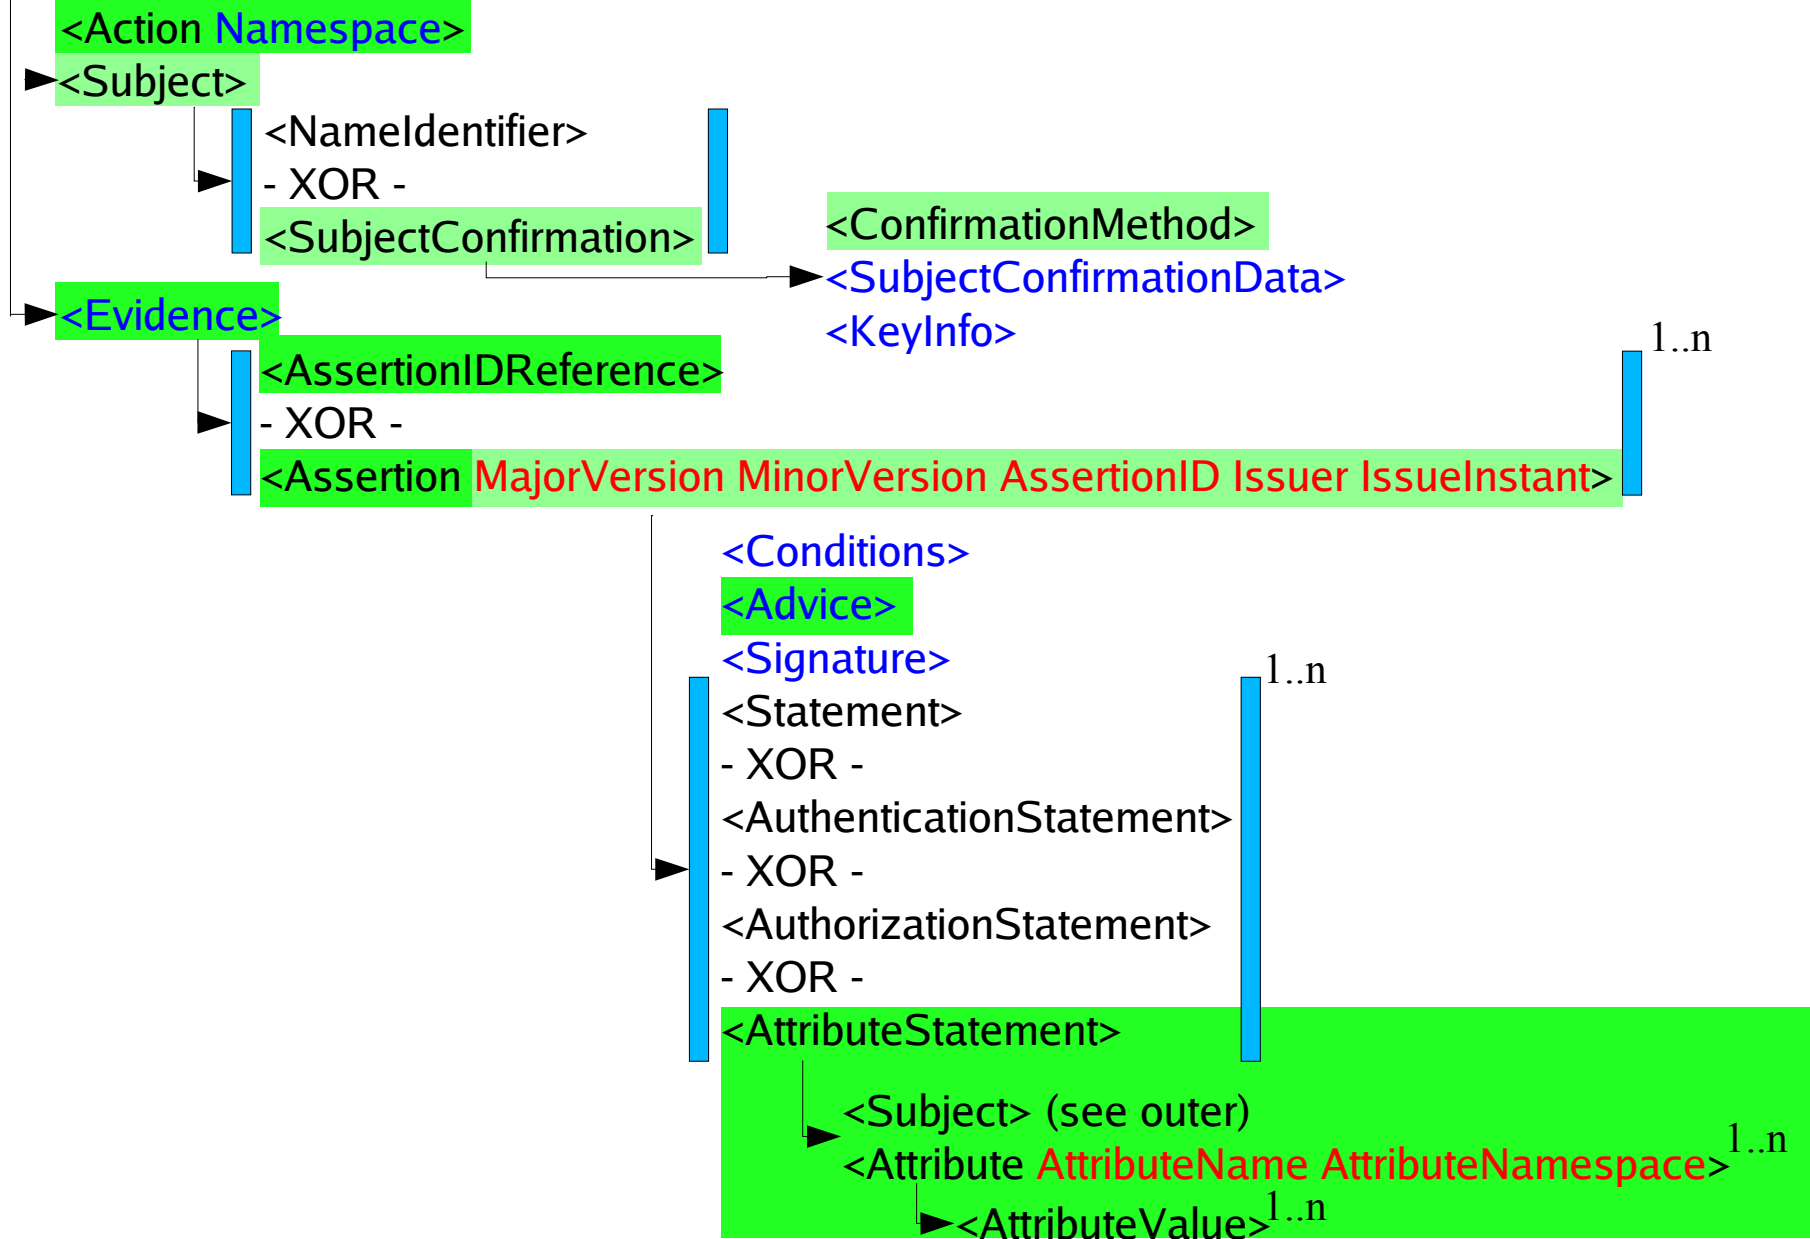 <Action Namespace>
<Subject>
<NameIdentifier>
- XOR -
<SubjectConfirmation>
<ConfirmationMethod>
<SubjectConfirmationData>
<KeyInfo>
<Evidence>
1..n
<AssertionIDReference>
- XOR -
<Assertion MajorVersion MinorVersion AssertionID Issuer IssueInstant>
<Conditions>
<Advice>
<Signature>
1..n
<Statement>
- XOR -
<AuthenticationStatement>
- XOR -
<AuthorizationStatement>
- XOR -
<AttributeStatement>
<Subject> (see outer)
<Attribute AttributeName AttributeNamespace> 1..n
<AttributeValue> 1..n